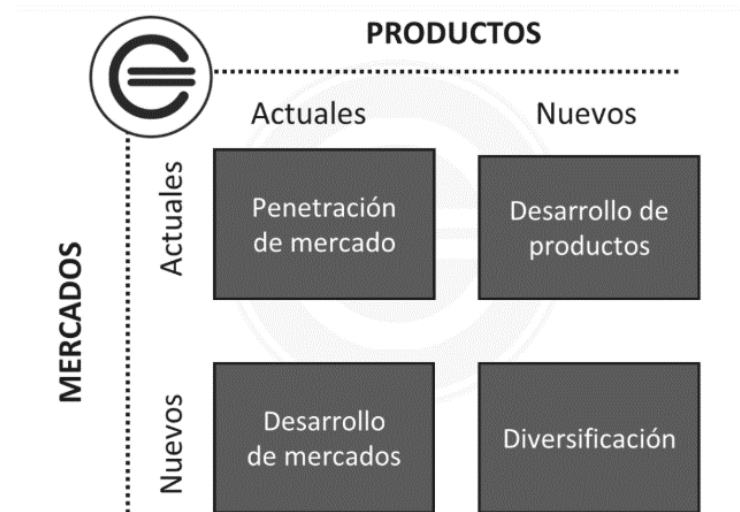 PRODUCTOS
Actuales
Nuevos
MERCADOS
Actuales
Penetración
de mercado
Desarrollo de
productos
Nuevos
Desarrollo
de mercados
Diversificación